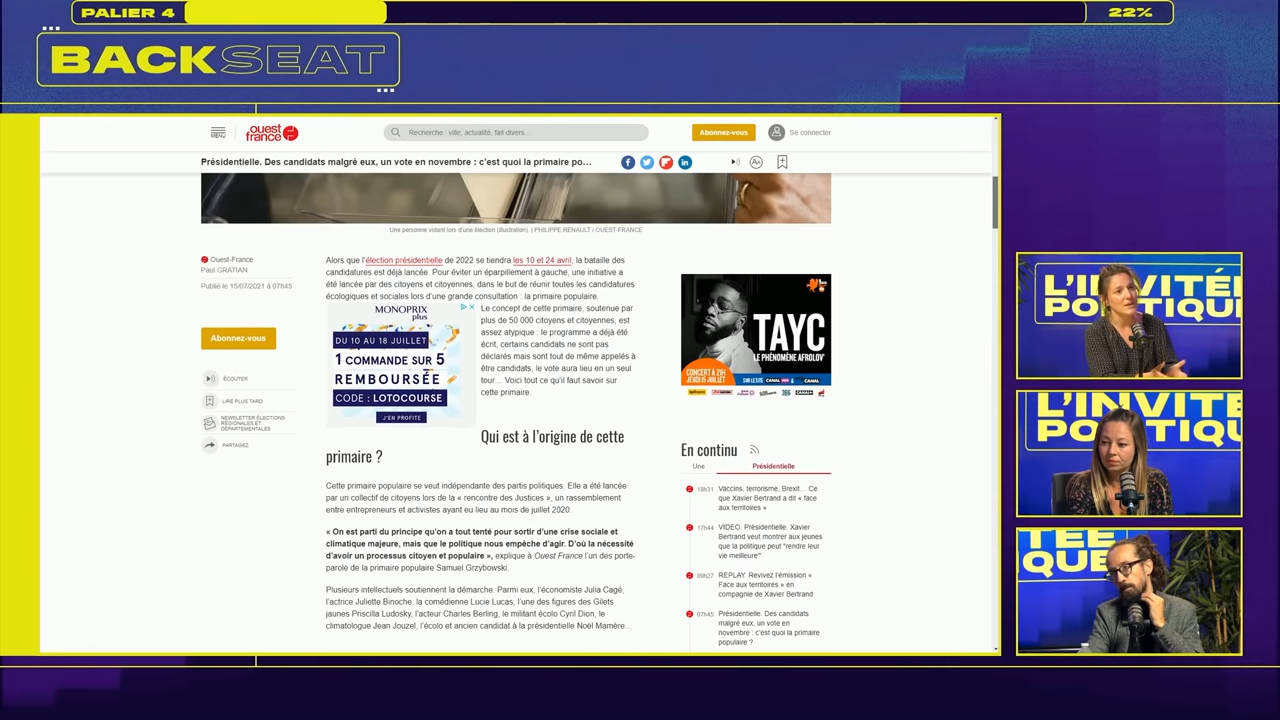 PALIER 4
22%
BACKSEAT
MENU
ouest
france
Recherche : ville, actualité, fait divers...
Abonnez-vous
Se connecter
Présidentielle. Des candidats malgré eux, un vote en novembre : c'est quoi la primaire po...
Une personne votant lors d'une élection (illustration). | PHILIPPE RENAULT / OUEST-FRANCE
Ouest-France
Paul GRATIAN
Publié le 15/07/2021 à 07h45
Abonnez-vous
ÉCOUTER
LIRE PLUS TARD
NEWSLETTER ÉLECTIONS
RÉGIONALES ET
DÉPARTEMENTALES
PARTAGEZ
Alors que l'élection présidentielle de 2022 se tiendra les 10 et 24 avril, la bataille des
candidatures est déjà lancée. Pour éviter un éparpillement à gauche, une initiative a
été lancée par des citoyens et citoyennes, dans le but de réunir toutes les candidatures
écologiques et sociales lors d'une grande consultation : la primaire populaire.
MONOPRIX
plus
DU 10 AU 18 JUILLET
1 COMMANDE SUR 5
REMBOURSÉE
CODE : LOTOCOURSE
J'EN PROFITE
Le concept de cette primaire, soutenue par
plus de 50 000 citoyens et citoyennes, est
assez atypique : le programme a déjà été
écrit, certains candidats ne sont pas
déclarés mais sont tout de même appelés à
être candidats, le vote aura lieu en un seul
tour... Voici tout ce qu'il faut savoir sur
cette primaire.
Qui est à l'origine de cette
primaire ?
Cette primaire populaire se veut indépendante des partis politiques. Elle a été lancée
par un collectif de citoyens lors de la « rencontre des Justices », un rassemblement
entre entrepreneurs et activistes ayant eu lieu au mois de juillet 2020.
« On est parti du principe qu'on a tout tenté pour sortir d'une crise sociale et
climatique majeure, mais que le politique nous empêche d'agir. D'où la nécessité
d'avoir un processus citoyen et populaire », explique à Ouest France l'un des porte-
parole de la primaire populaire Samuel Grzybowski.
Plusieurs intellectuels soutiennent la démarche. Parmi eux, l'économiste Julia Cagé,
l'actrice Juliette Binoche, la comédienne Lucie Lucas, l'une des figures des Gilets
jaunes Priscilla Ludosky, l'acteur Charles Berling, le militant écolo Cyril Dion, le
climatologue Jean Jouzel, l'écolo et ancien candidat à la présidentielle Noël Mamère...
TAYC
LE PHÉNOMÈNE AFROLOV'
CONCERT À 21H
JEUDI 15 JUILLET
SUR LES TV CANAL
CANAL
En continu
Une
Présidentielle
18h31 Vaccins, terrorisme, Brexit... Ce
que Xavier Bertrand a dit « face
aux territoires »
17h44 VIDEO. Présidentielle. Xavier
Bertrand veut montrer aux jeunes
que la politique peut "rendre leur
vie meilleure"
09h27 REPLAY. Revivez l'émission «
Face aux territoires » en
compagnie de Xavier Bertrand
07h45 Présidentielle. Des candidats
malgré eux, un vote en
novembre : c'est quoi la primaire
populaire ?
L'INVITÉ
POLITIQU
L'INVITÉ
POLITIQU
TÉE
QUE